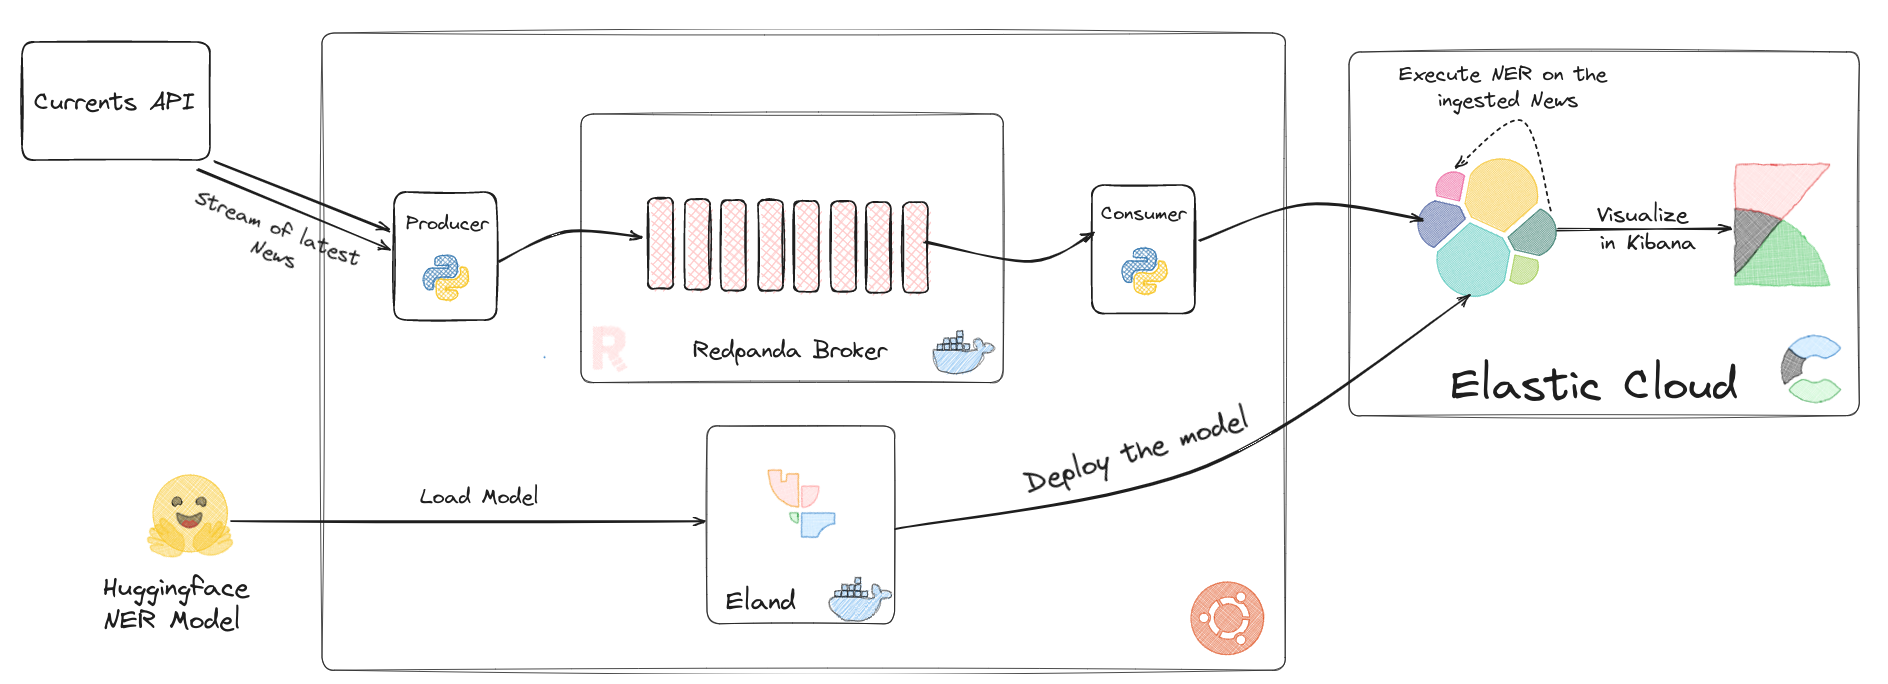 Currents API
Stream of latest
News
Producer
Redpanda Broker
Consumer
Execute NER on the
ingested News
Visualize
in Kibana
Elastic Cloud
Load Model
Deploy the model
Eland
Huggingface
NER Model
R